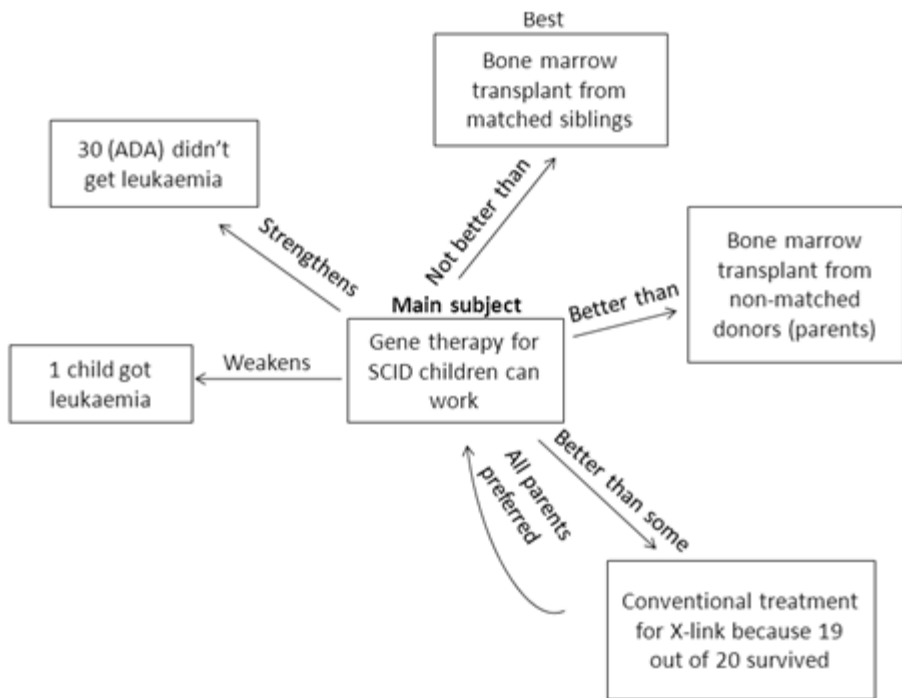 Best
Bone marrow
transplant from
matched siblings
30 (ADA) didn't
get leukaemia
Strengthens
Not better than
Bone marrow
transplant from
non-matched
donors (parents)
Better than
Main subject
Gene therapy for
SCID children can
work
Weakens
1 child got
leukaemia
Better than some
All parents
preferred
Conventional treatment
for X-link because 19
out of 20 survived